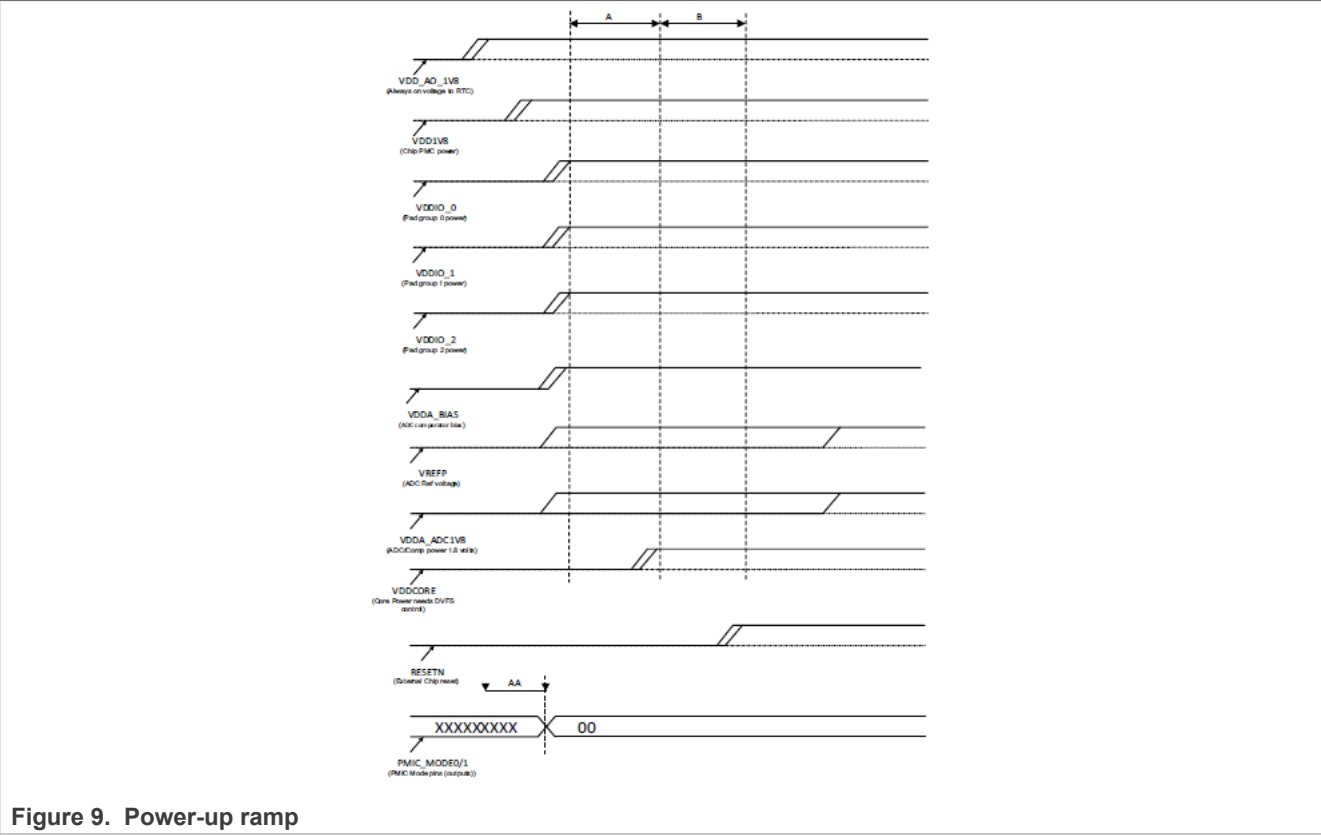 A B
VDD_AO_1V8
(Always on voltage to RTC)
VDD1V8
(Chip PMC power)
VDDIO_0
(Pad group 0 power)
VDDIO_1
(Pad group 1 power)
VDDIO_2
(Pad group 2 power)
VDDA_BIAS
(ADC comparator bias)
VREFP
(ADC Ref voltage)
VDDA_ADC1V8
(ADC/Comp power 1.8 volts)
VDDCORE
(Core Power needs DVFS
control)
RESETN
(External Chip reset)
AA
XXXXXXXXX 00
PMIC_MODE0/1
(PMIC Mode pins (outputs))
Figure 9. Power-up ramp